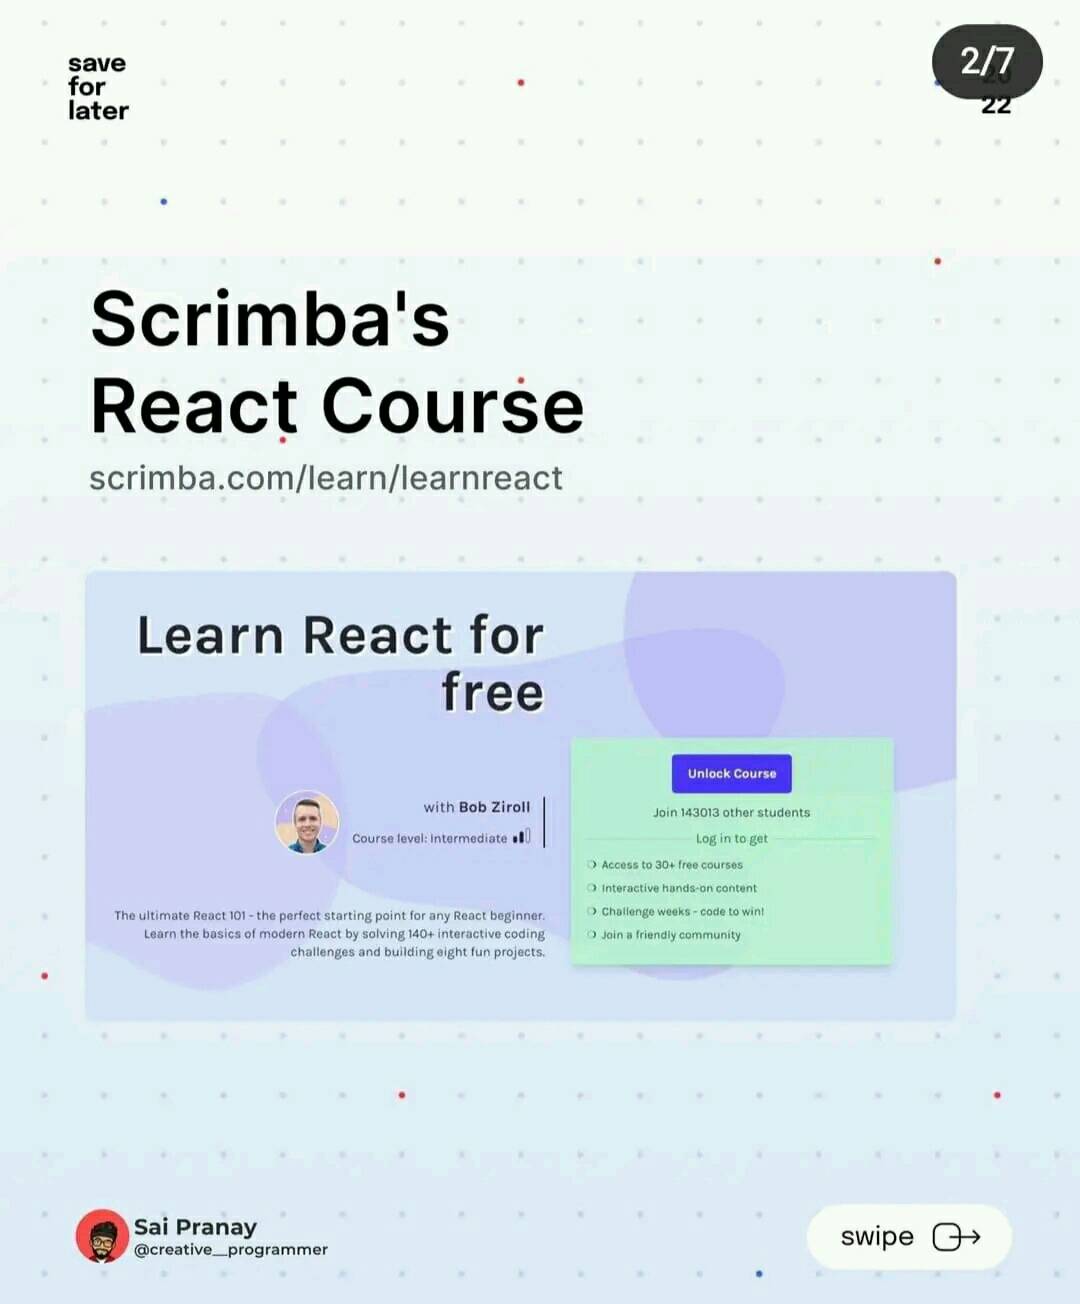 save
for
later
2/7
22
Scrimba's
React Course
scrimba.com/learn/learnreact
Learn React for
free
with Bob Ziroll
Course level: Intermediate
The ultimate React 101 - the perfect starting point for any React beginner.
Learn the basics of modern React by solving 140+ interactive coding
challenges and building eight fun projects.
Unlock Course
Join 143013 other students
Log in to get
Access to 30+ free courses
Interactive hands-on content
Challenge weeks - code to win!
Join a friendly community
Sai Pranay
@creative__programmer
swipe